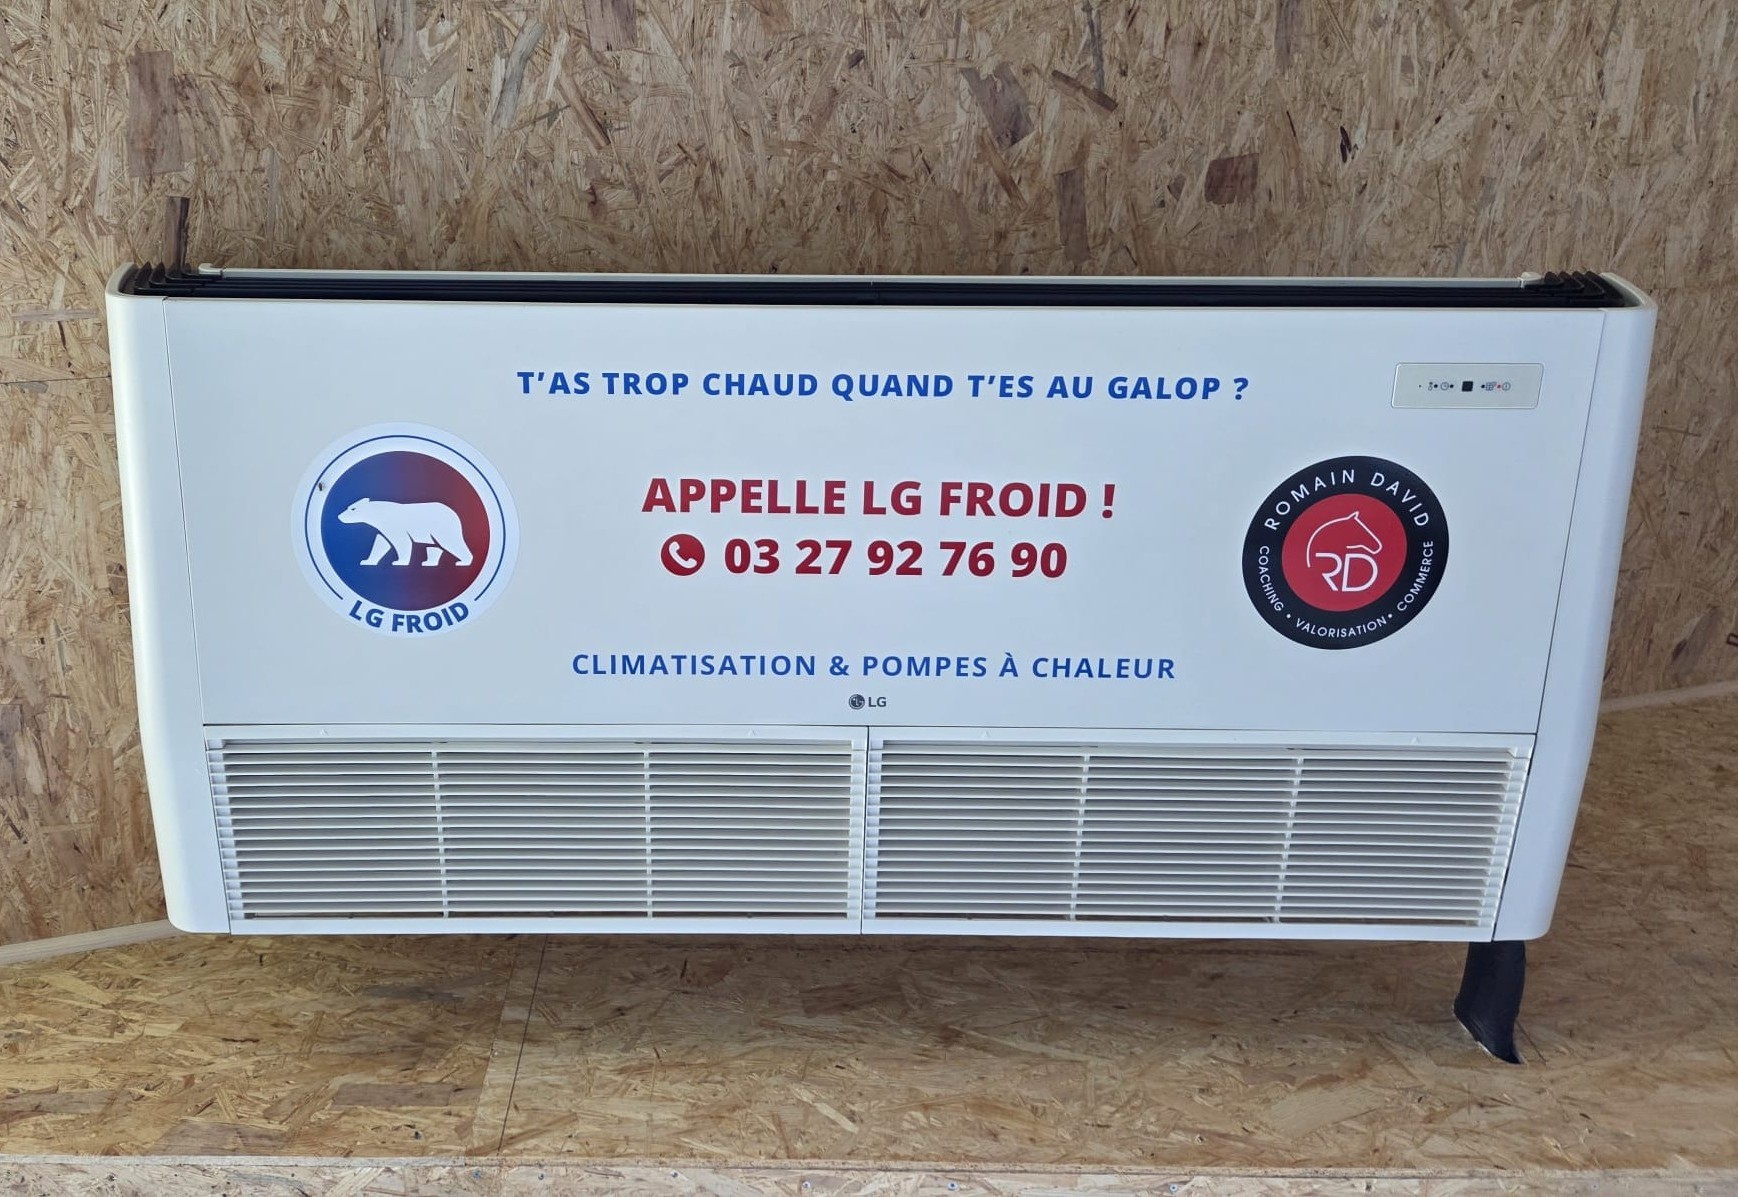 T'AS TROP CHAUD QUAND T'ES AU GALOP ?
APPELLE LG FROID !
03 27 92 76 90
LG FROID
ROMAIN DAVID
RD
COACHING • VALORISATION • COMMERCE
CLIMATISATION & POMPES À CHALEUR
LG